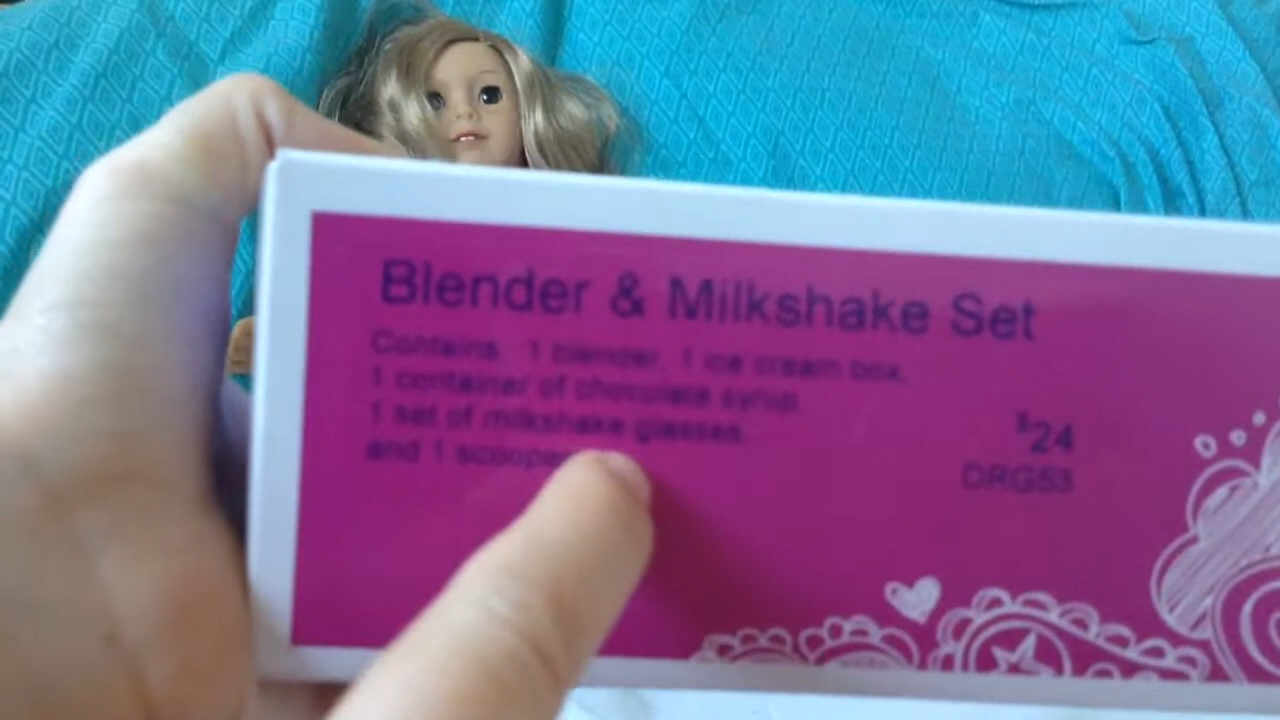 Blender & Milkshake Set
Contains: 1 blender, 1 ice cream box,
1 container of chocolate syrup,
1 set of milkshake glasses,
and 1 scooper
$24
DRG53